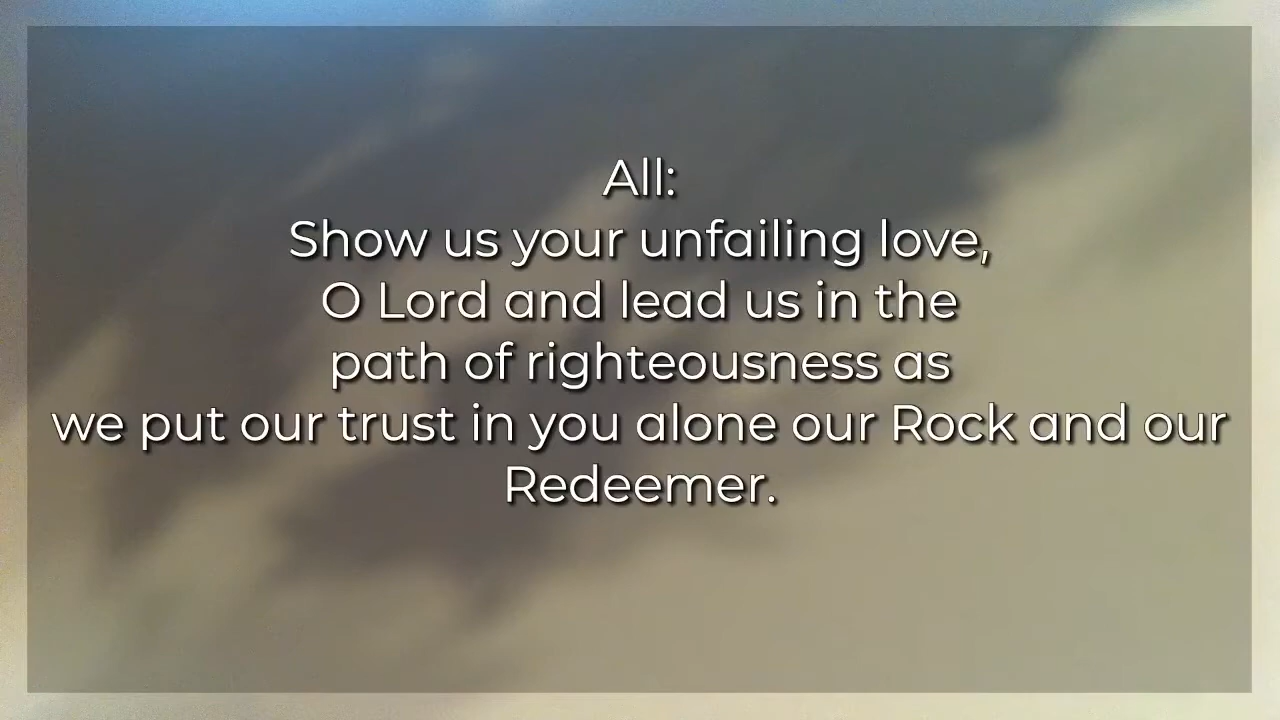 All:
Show us your unfailing love,
O Lord and lead us in the
path of righteousness as
we put our trust in you alone our Rock and our
Redeemer.